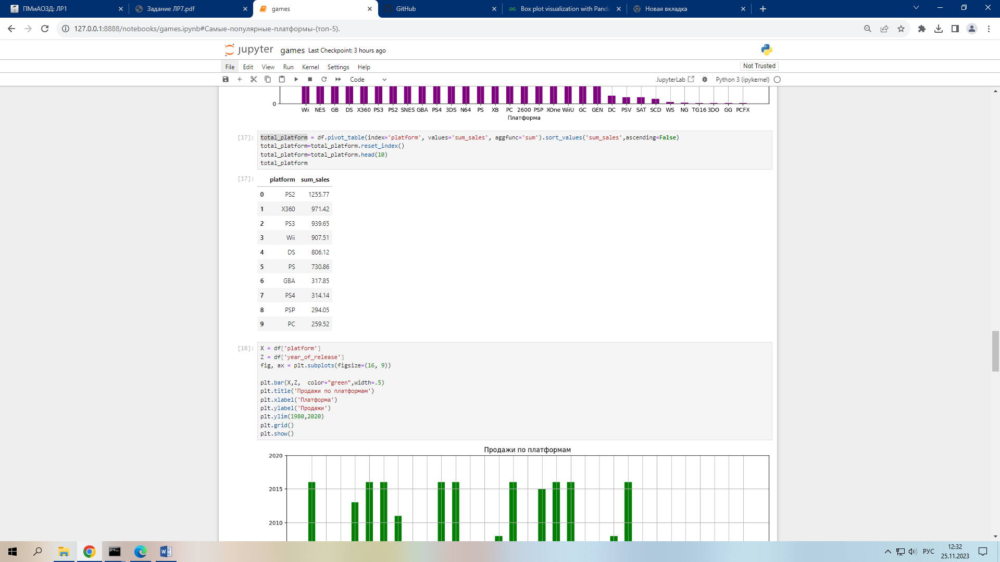 ПМиАОЗД: ЛР1
Задание ЛР7.pdf
games
GitHub
Box plot visualization with Panda
Новая вкладка
127.0.0.1:8888/notebooks/games.ipynb#Самые-популярные-платформы-(топ-5).
jupyter games Last Checkpoint: 3 hours ago
File Edit View Run Kernel Settings Help
Not Trusted
Code
JupyterLab
Python 3 (ipykernel)
0
Wii NES GB DS X360 PS3 PS2 SNES GBA PS4 3DS N64 PS XB PC 2600 PSP XOne WiiU GC GEN DC PSV SAT SCD WS NG TG16 3DO GG PCFX
Платформа
[17]: total_platform = df.pivot_table(index='platform', values='sum_sales', aggfunc='sum').sort_values('sum_sales',ascending=False)
total_platform=total_platform.reset_index()
total_platform=total_platform.head(10)
total_platform
[17]: platform sum_sales
0 PS2 1255.77
1 X360 971.42
2 PS3 939.65
3 Wii 907.51
4 DS 806.12
5 PS 730.86
6 GBA 317.85
7 PS4 314.14
8 PSP 294.05
9 PC 259.52
[18]: X = df['platform']
Z = df['year_of_release']
fig, ax = plt.subplots(figsize=(16, 9))
plt.bar(X,Z,  color="green",width=.5)
plt.title('Продажи по платформам')
plt.xlabel('Платформа')
plt.ylabel('Продажи')
plt.ylim(1980,2020)
plt.grid()
plt.show()
Продажи по платформам
2020
2015
2010
РУС
12:32
25.11.2023